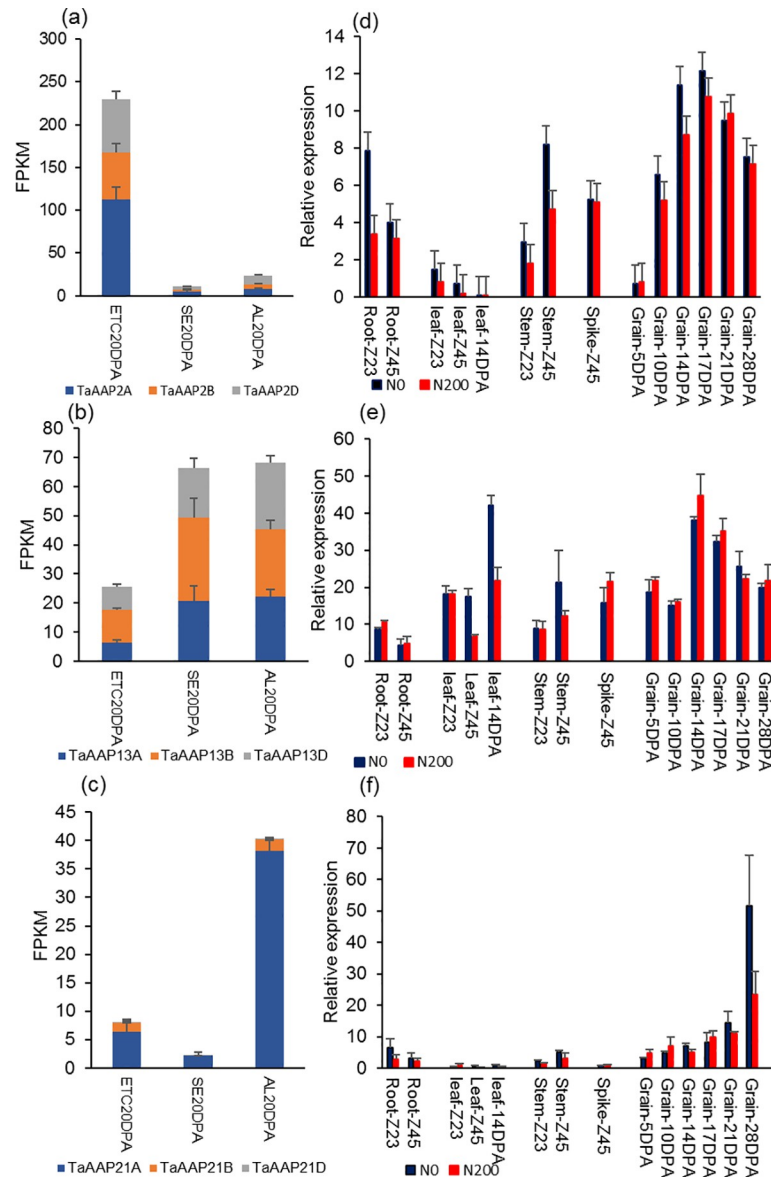 (a)
300
250
200
150
100
50
0
FPKM
ETC20DPA
SE20DPA
AL20DPA
TaAAP2A TaAAP2B TaAAP2D
(d)
14
12
10
8
6
4
2
0
Relative expression
Root-Z23
Root-Z45
leaf-Z23
leaf-Z45
leaf-14DPA
Stem-Z23
Stem-Z45
Spike-Z45
Grain-5DPA
Grain-10DPA
Grain-14DPA
Grain-17DPA
Grain-21DPA
Grain-28DPA
N0 N200
(b)
80
70
60
50
40
30
20
10
0
FPKM
ETC20DPA
SE20DPA
AL20DPA
TaAAP13A TaAAP13B TaAAP13D
(e)
60
50
40
30
20
10
0
Relative expression
Root-Z23
Root-Z45
leaf-Z23
Leaf-Z45
leaf-14DPA
Stem-Z23
Stem-Z45
Spike-Z45
Grain-5DPA
Grain-10DPA
Grain-14DPA
Grain-17DPA
Grain-21DPA
Grain-28DPA
N0 N200
(c)
45
40
35
30
25
20
15
10
5
0
FPKM
ETC20DPA
SE20DPA
AL20DPA
TaAAP21A TaAAP21B TaAAP21D
(f)
80
70
60
50
40
30
20
10
0
Relative expression
Root-Z23
Root-Z45
leaf-Z23
Leaf-Z45
leaf-14DPA
Stem-Z23
Stem-Z45
Spike-Z45
Grain-5DPA
Grain-10DPA
Grain-14DPA
Grain-17DPA
Grain-21DPA
Grain-28DPA
N0 N200